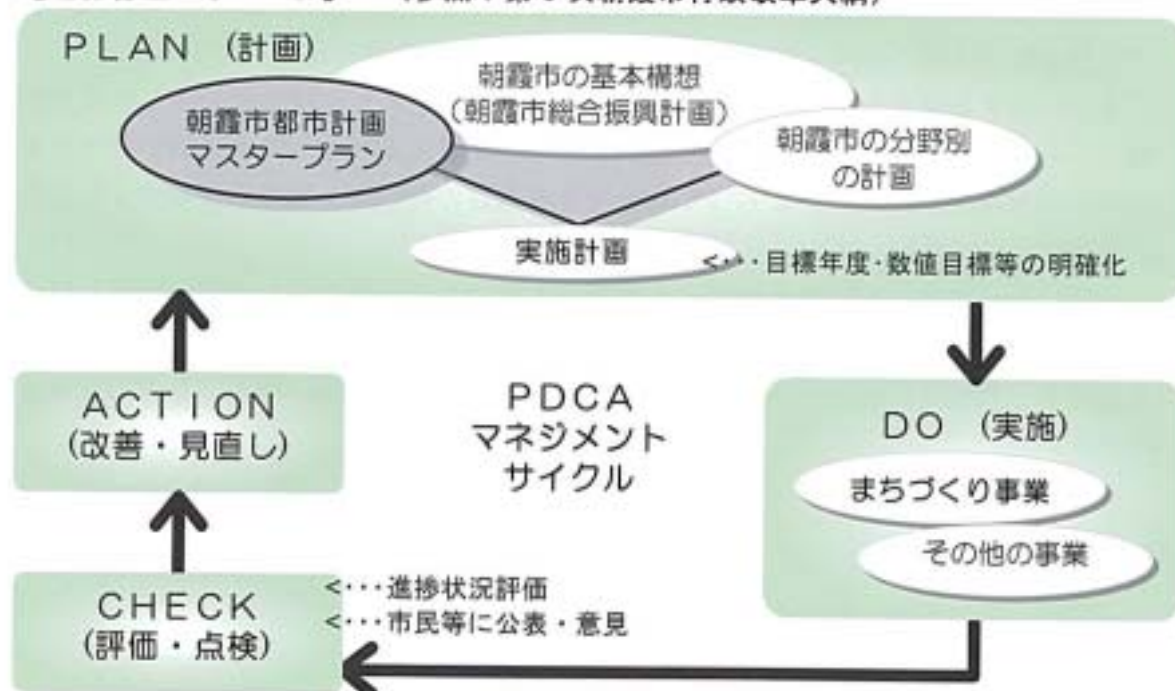 PLAN (計画)
朝霞市の基本構想
(朝霞市総合振興計画)
朝霞市都市計画
マスタープラン
朝霞市の分野別
の計画
実施計画
<・・・目標年度・数値目標等の明確化
ACTION
(改善・見直し)
PDCA
マネジメント
サイクル
DO (実施)
まちづくり事業
その他の事業
CHECK
(評価・点検)
<・・・進捗状況評価
<・・・市民等に公表・意見